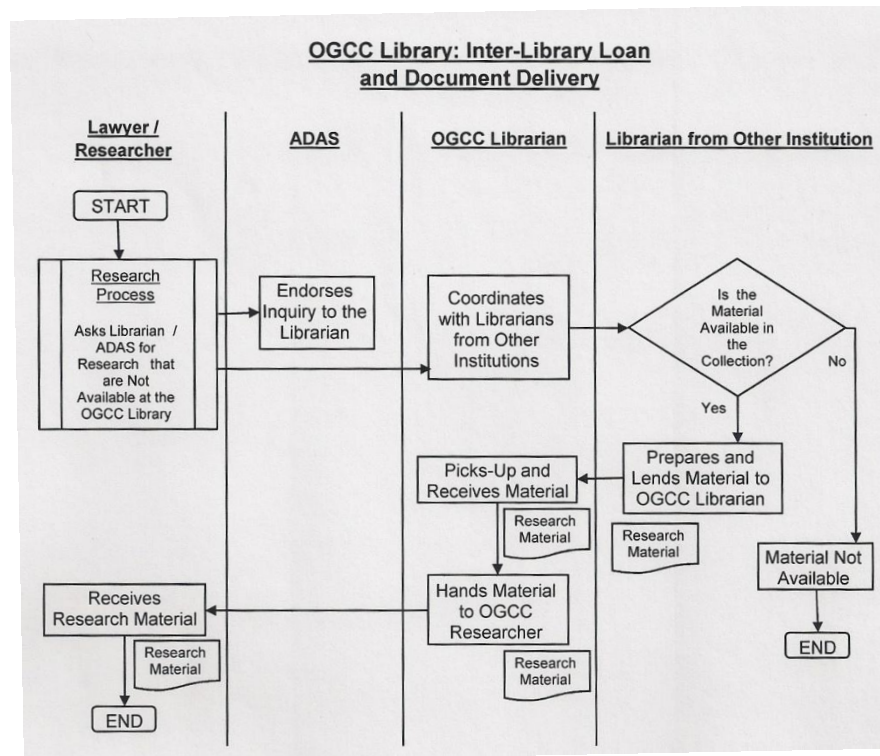 OGCC Library: Inter-Library Loan
and Document Delivery
Lawyer /
Researcher
ADAS
OGCC Librarian
Librarian from Other Institution
START
Research
Process
Asks Librarian /
ADAS for
Research that
are Not
Available at the
OGCC Library
Endorses
Inquiry to the
Librarian
Coordinates
with Librarians
from Other
Institutions
Is the
Material
Available in
the
Collection?
No
Yes
Prepares and
Lends Material to
OGCC Librarian
Research
Material
Picks-Up and
Receives Material
Research
Material
Material Not
Available
END
Hands Material
to OGCC
Researcher
Research
Material
Receives
Research Material
Research
Material
END